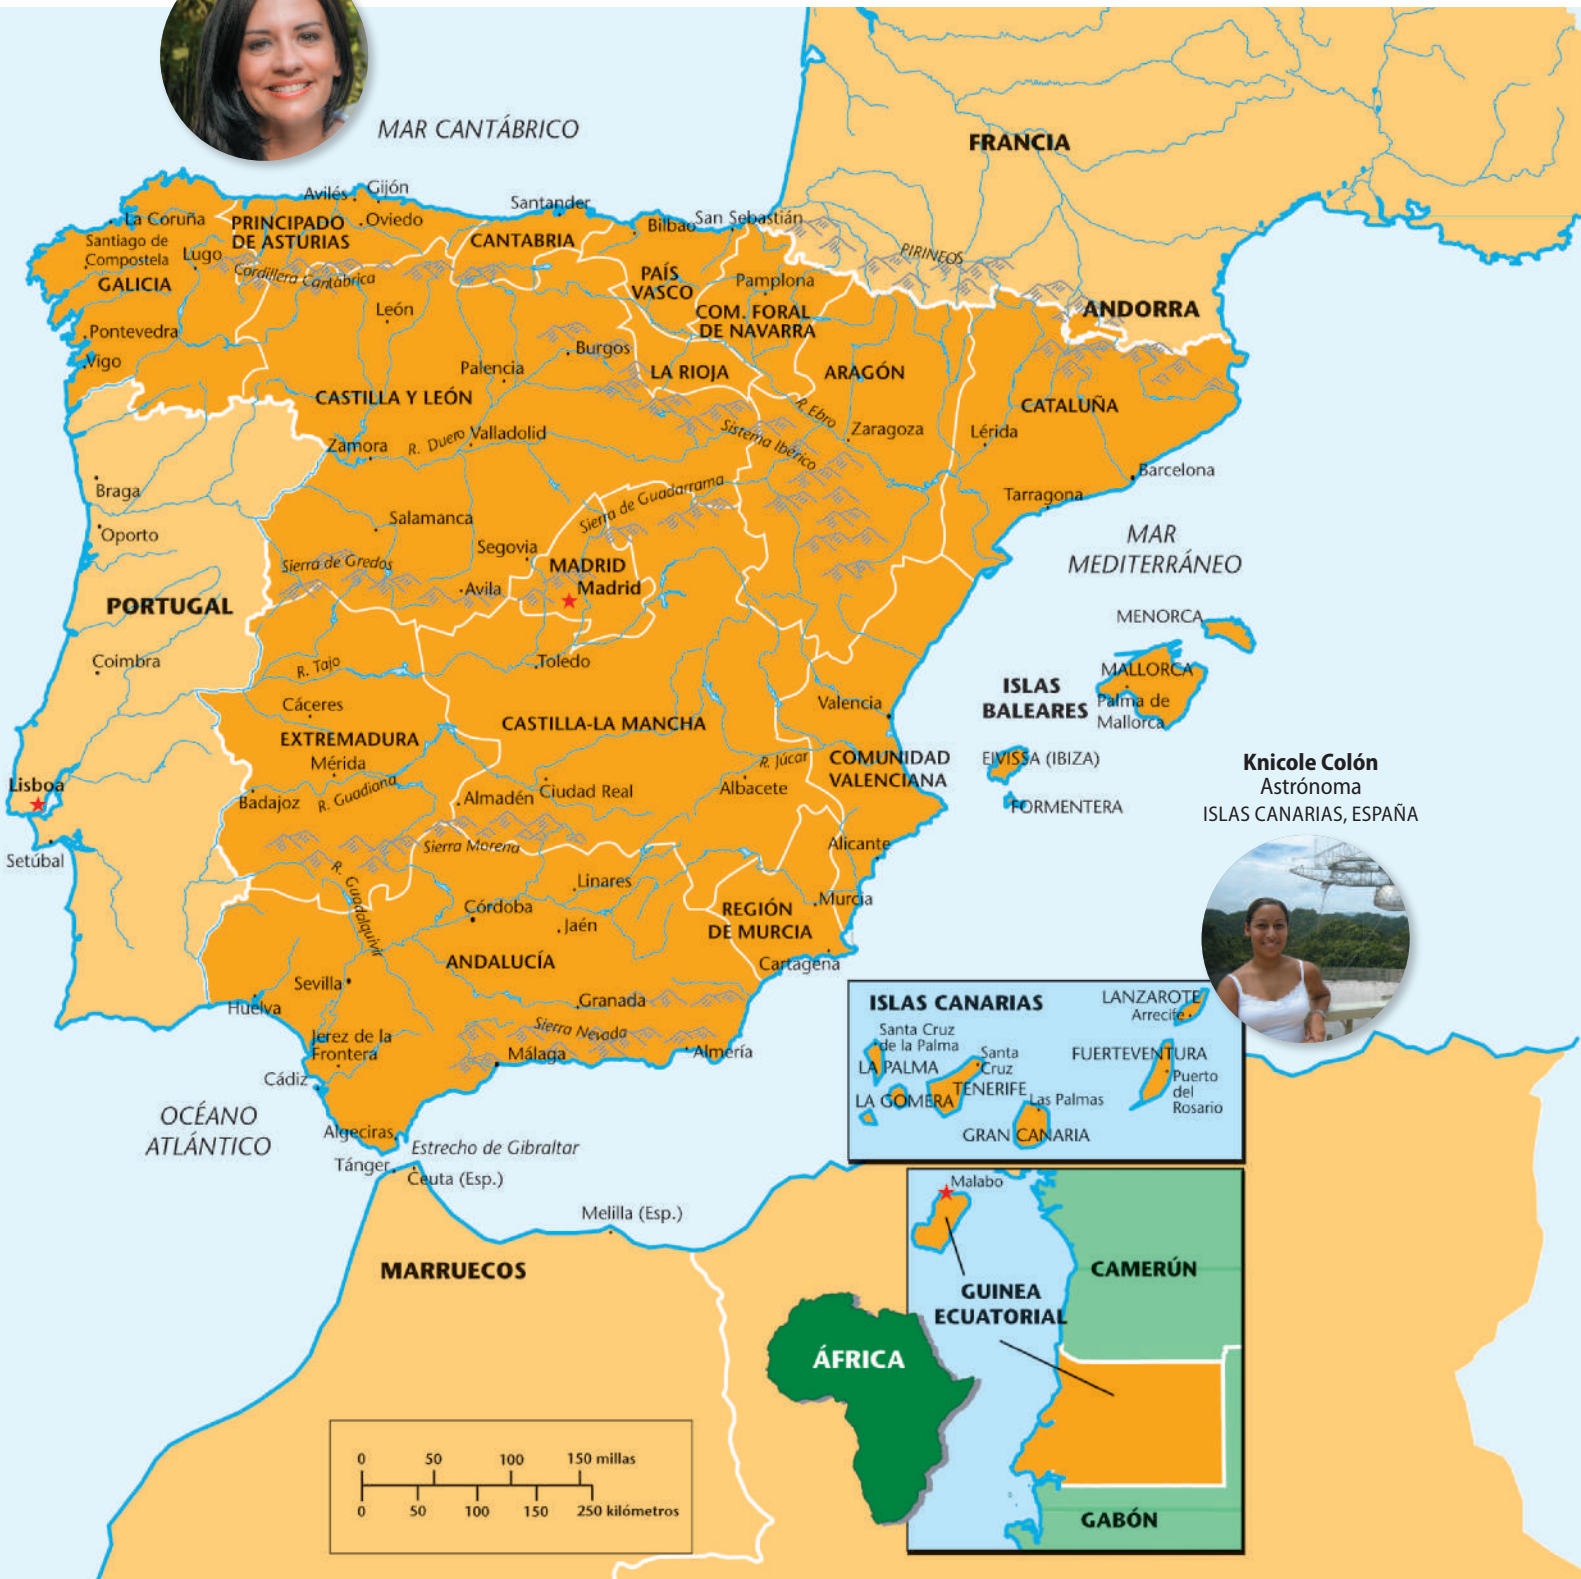 MAR CANTÁBRICO
FRANCIA
Avilés
Gijón
Santander
La Coruña
PRINCIPADO
DE ASTURIAS
Oviedo
CANTABRIA
Bilbao
San Sebastián
Santiago de
Compostela
Lugo
Cordillera Cantábrica
GALICIA
PAÍS
VASCO
Pamplona
PIRINEOS
León
COM. FORAL
DE NAVARRA
ANDORRA
Pontevedra
Vigo
Burgos
Palencia
LA RIOJA
ARAGÓN
CASTILLA Y LEÓN
CATALUÑA
R. Ebro
Zamora
R. Duero
Valladolid
Sistema Ibérico
Zaragoza
Lérida
Barcelona
Braga
Tarragona
Sierra de Guadarrama
Salamanca
Oporto
Segovia
MAR
MEDITERRÁNEO
Sierra de Gredos
MADRID
Avila
Madrid
PORTUGAL
MENORCA
Coimbra
R. Tajo
Toledo
MALLORCA
ISLAS
BALEARES
Palma de
Mallorca
Cáceres
Valencia
CASTILLA-LA MANCHA
EXTREMADURA
Mérida
R. Júcar
COMUNIDAD
VALENCIANA
EIVISSA (IBIZA)
Knicole Colón
Astrónoma
ISLAS CANARIAS, ESPAÑA
Lisboa
Badajoz
R. Guadiana
Almadén
Ciudad Real
Albacete
FORMENTERA
Setúbal
Sierra Morena
Alicante
R. Guadalquivir
Linares
Córdoba
Jaén
REGIÓN
DE MURCIA
Murcia
ANDALUCÍA
Cartagena
Sevilla
Huelva
Granada
Sierra Nevada
Jerez de la
Frontera
Málaga
Almería
Cádiz
OCÉANO
ATLÁNTICO
Algeciras
Estrecho de Gibraltar
Tánger
Ceuta (Esp.)
Melilla (Esp.)
MARRUECOS
ISLAS CANARIAS
LANZAROTE
Arrecife
Santa Cruz
de la Palma
LA PALMA
Santa
Cruz
FUERTEVENTURA
TENERIFE
Puerto
del
Rosario
LA GOMERA
Las Palmas
GRAN CANARIA
Malabo
CAMERÚN
GUINEA
ECUATORIAL
ÁFRICA
GABÓN
0 50 100 150 millas
0 50 100 150 250 kilómetros